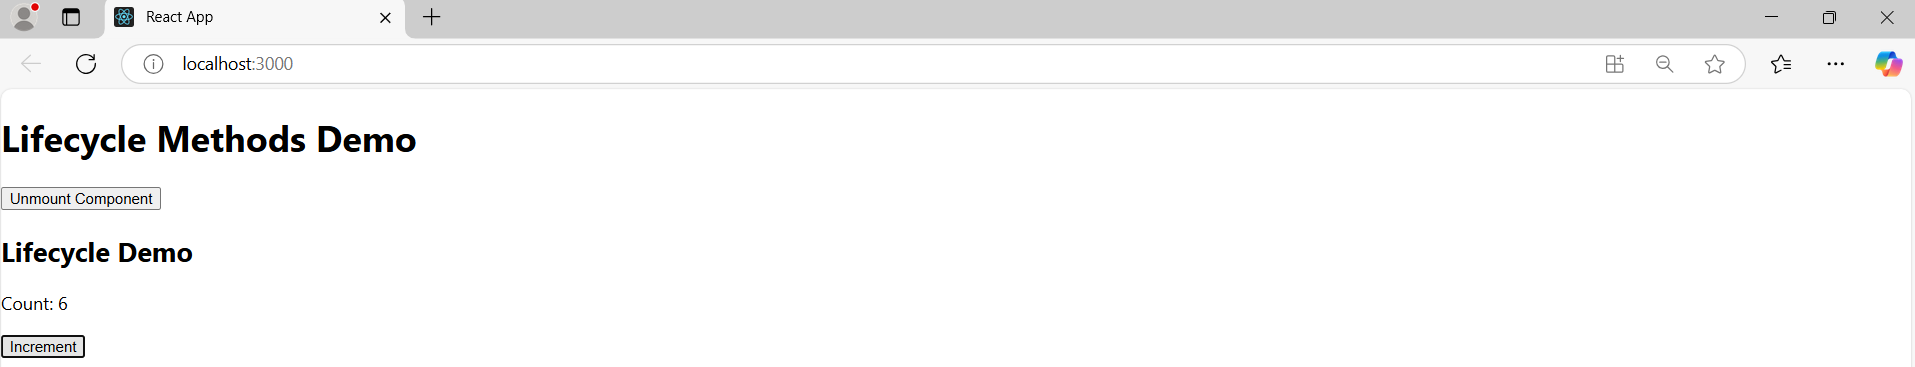 React App
localhost:3000
Lifecycle Methods Demo
Unmount Component
Lifecycle Demo
Count: 6
Increment